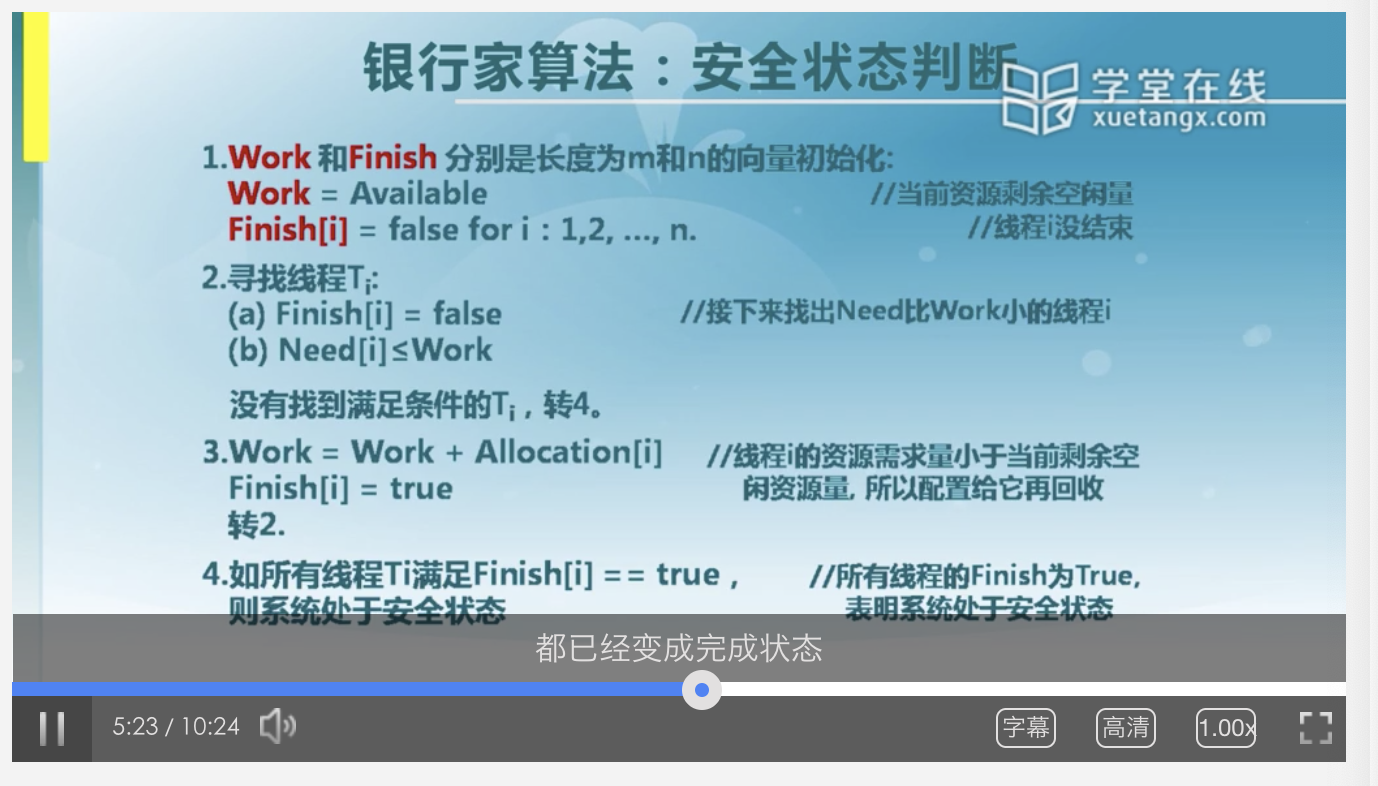 银行家算法：安全状态判断
学堂在线
xuetangx.com
1.Work 和Finish 分别是长度为m和n的向量初始化:
Work = Available //当前资源剩余空闲量
Finish[i] = false for i : 1,2, ..., n. //线程i没结束
2.寻找线程Ti:
(a) Finish[i] = false //接下来找出Need比Work小的线程i
(b) Need[i]≤Work
没有找到满足条件的Ti，转4。
3.Work = Work + Allocation[i] //线程i的资源需求量小于当前剩余空
Finish[i] = true 闲资源量, 所以配置给它再回收
转2.
4.如所有线程Ti满足Finish[i] == true， //所有线程的Finish为True,
则系统处于安全状态 表明系统处于安全状态
都已经变成完成状态
5:23 / 10:24 字幕 高清 1.00x